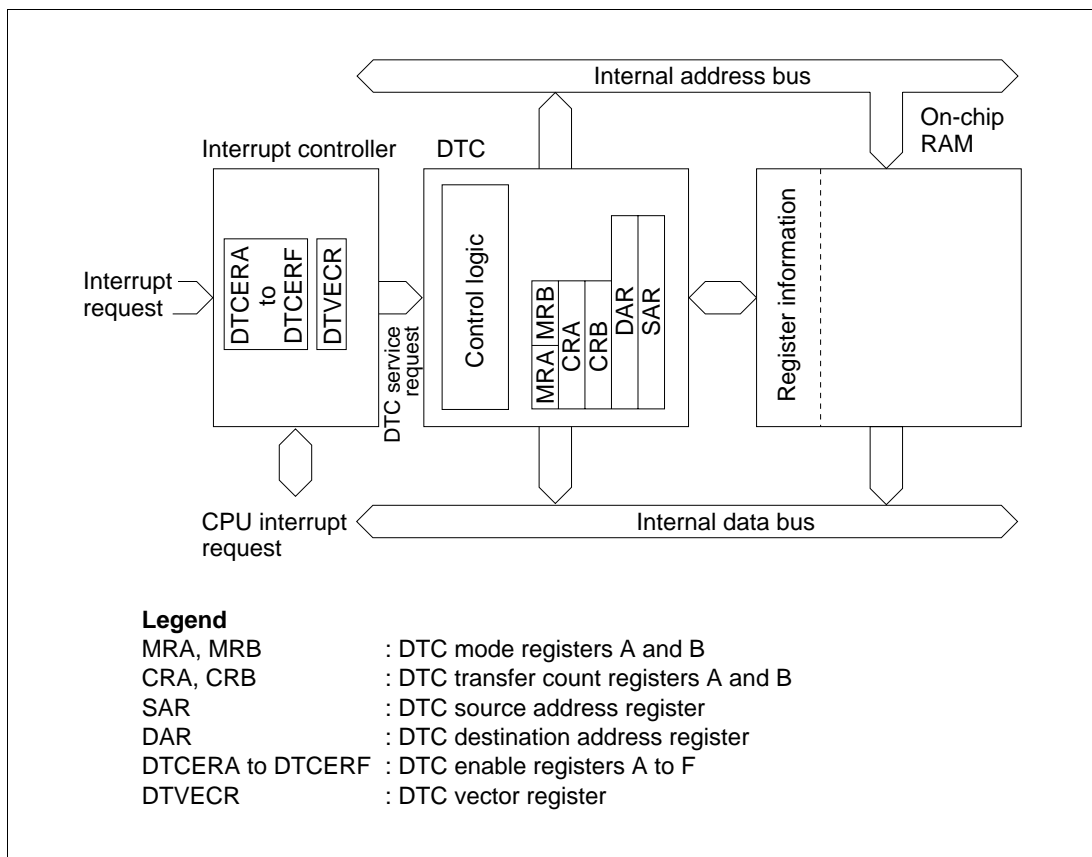 Internal address bus
On-chip
RAM
Interrupt controller
DTC
Interrupt
request
DTCERA
to
DTCERF
DTVECR
DTC service
request
Control logic
MRA
MRB
CRA
CRB
DAR
SAR
Register information
CPU interrupt
request
Internal data bus
Legend
MRA, MRB : DTC mode registers A and B
CRA, CRB : DTC transfer count registers A and B
SAR : DTC source address register
DAR : DTC destination address register
DTCERA to DTCERF : DTC enable registers A to F
DTVECR : DTC vector register